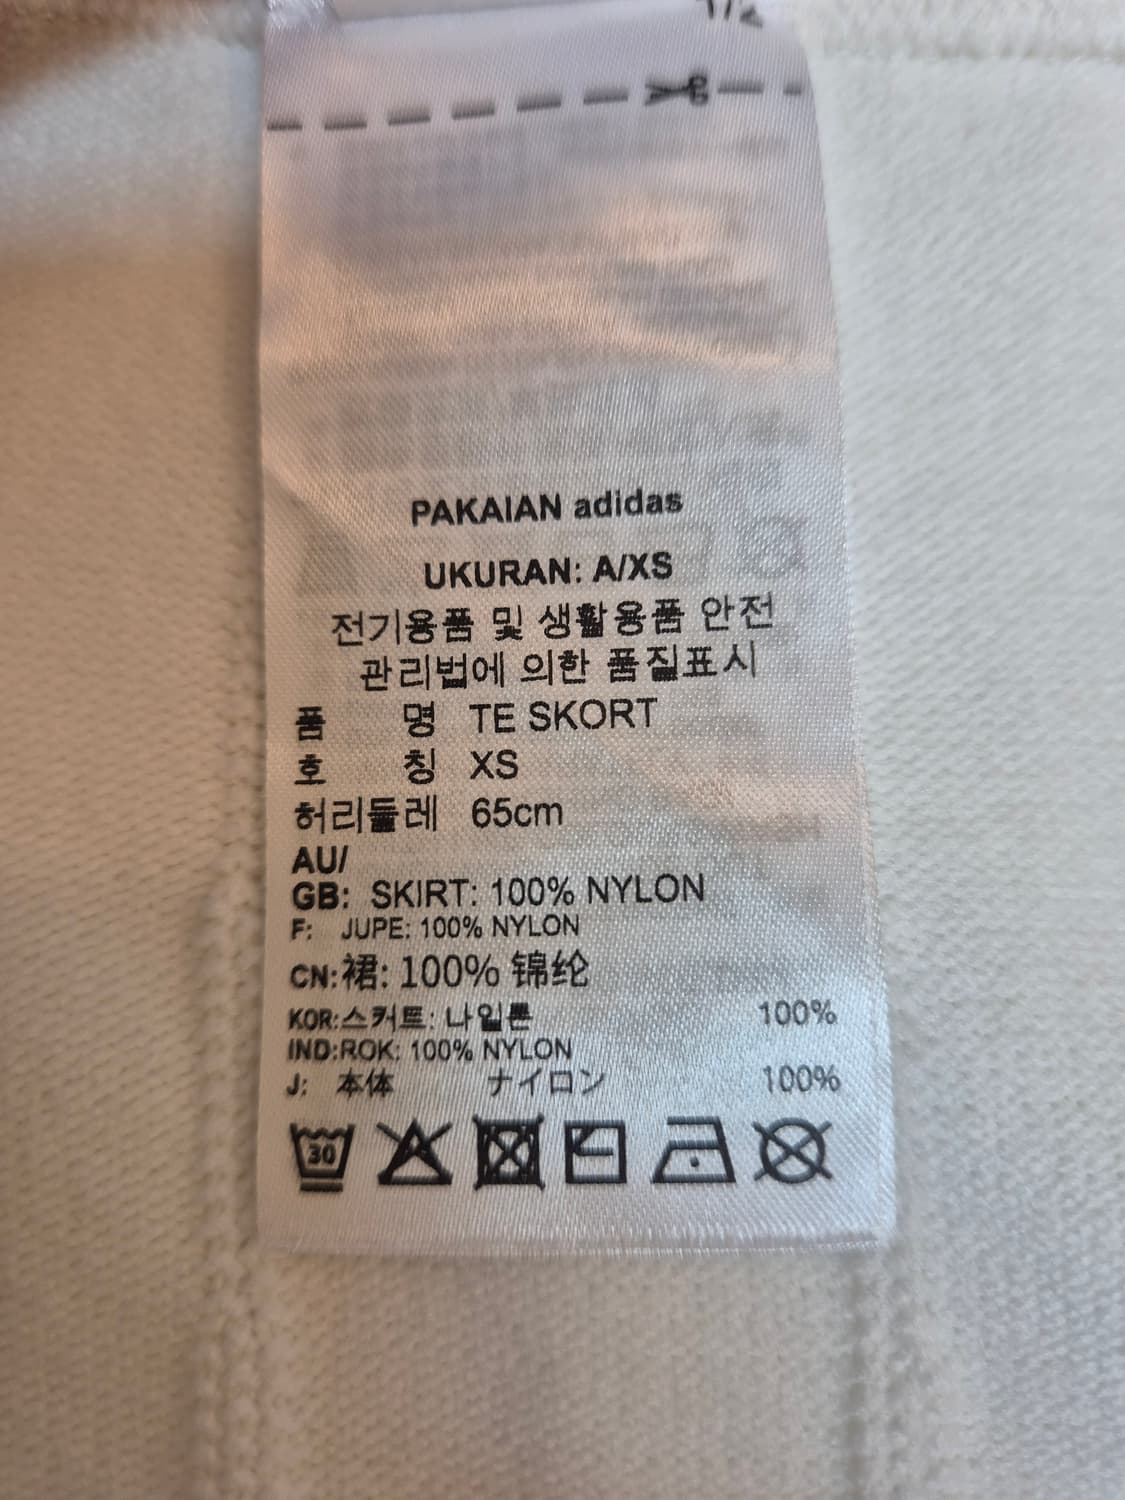 1/2
PAKAIAN adidas
UKURAN: A/XS
전기용품 및 생활용품 안전
관리법에 의한 품질표시
품 명 TE SKORT
호 칭 XS
허리둘레 65cm
AU/
GB: SKIRT: 100% NYLON
F: JUPE: 100% NYLON
CN:裙: 100% 锦纶
KOR:스커트: 나일론 100%
IND:ROK: 100% NYLON
J: 本体 ナイロン 100%
30